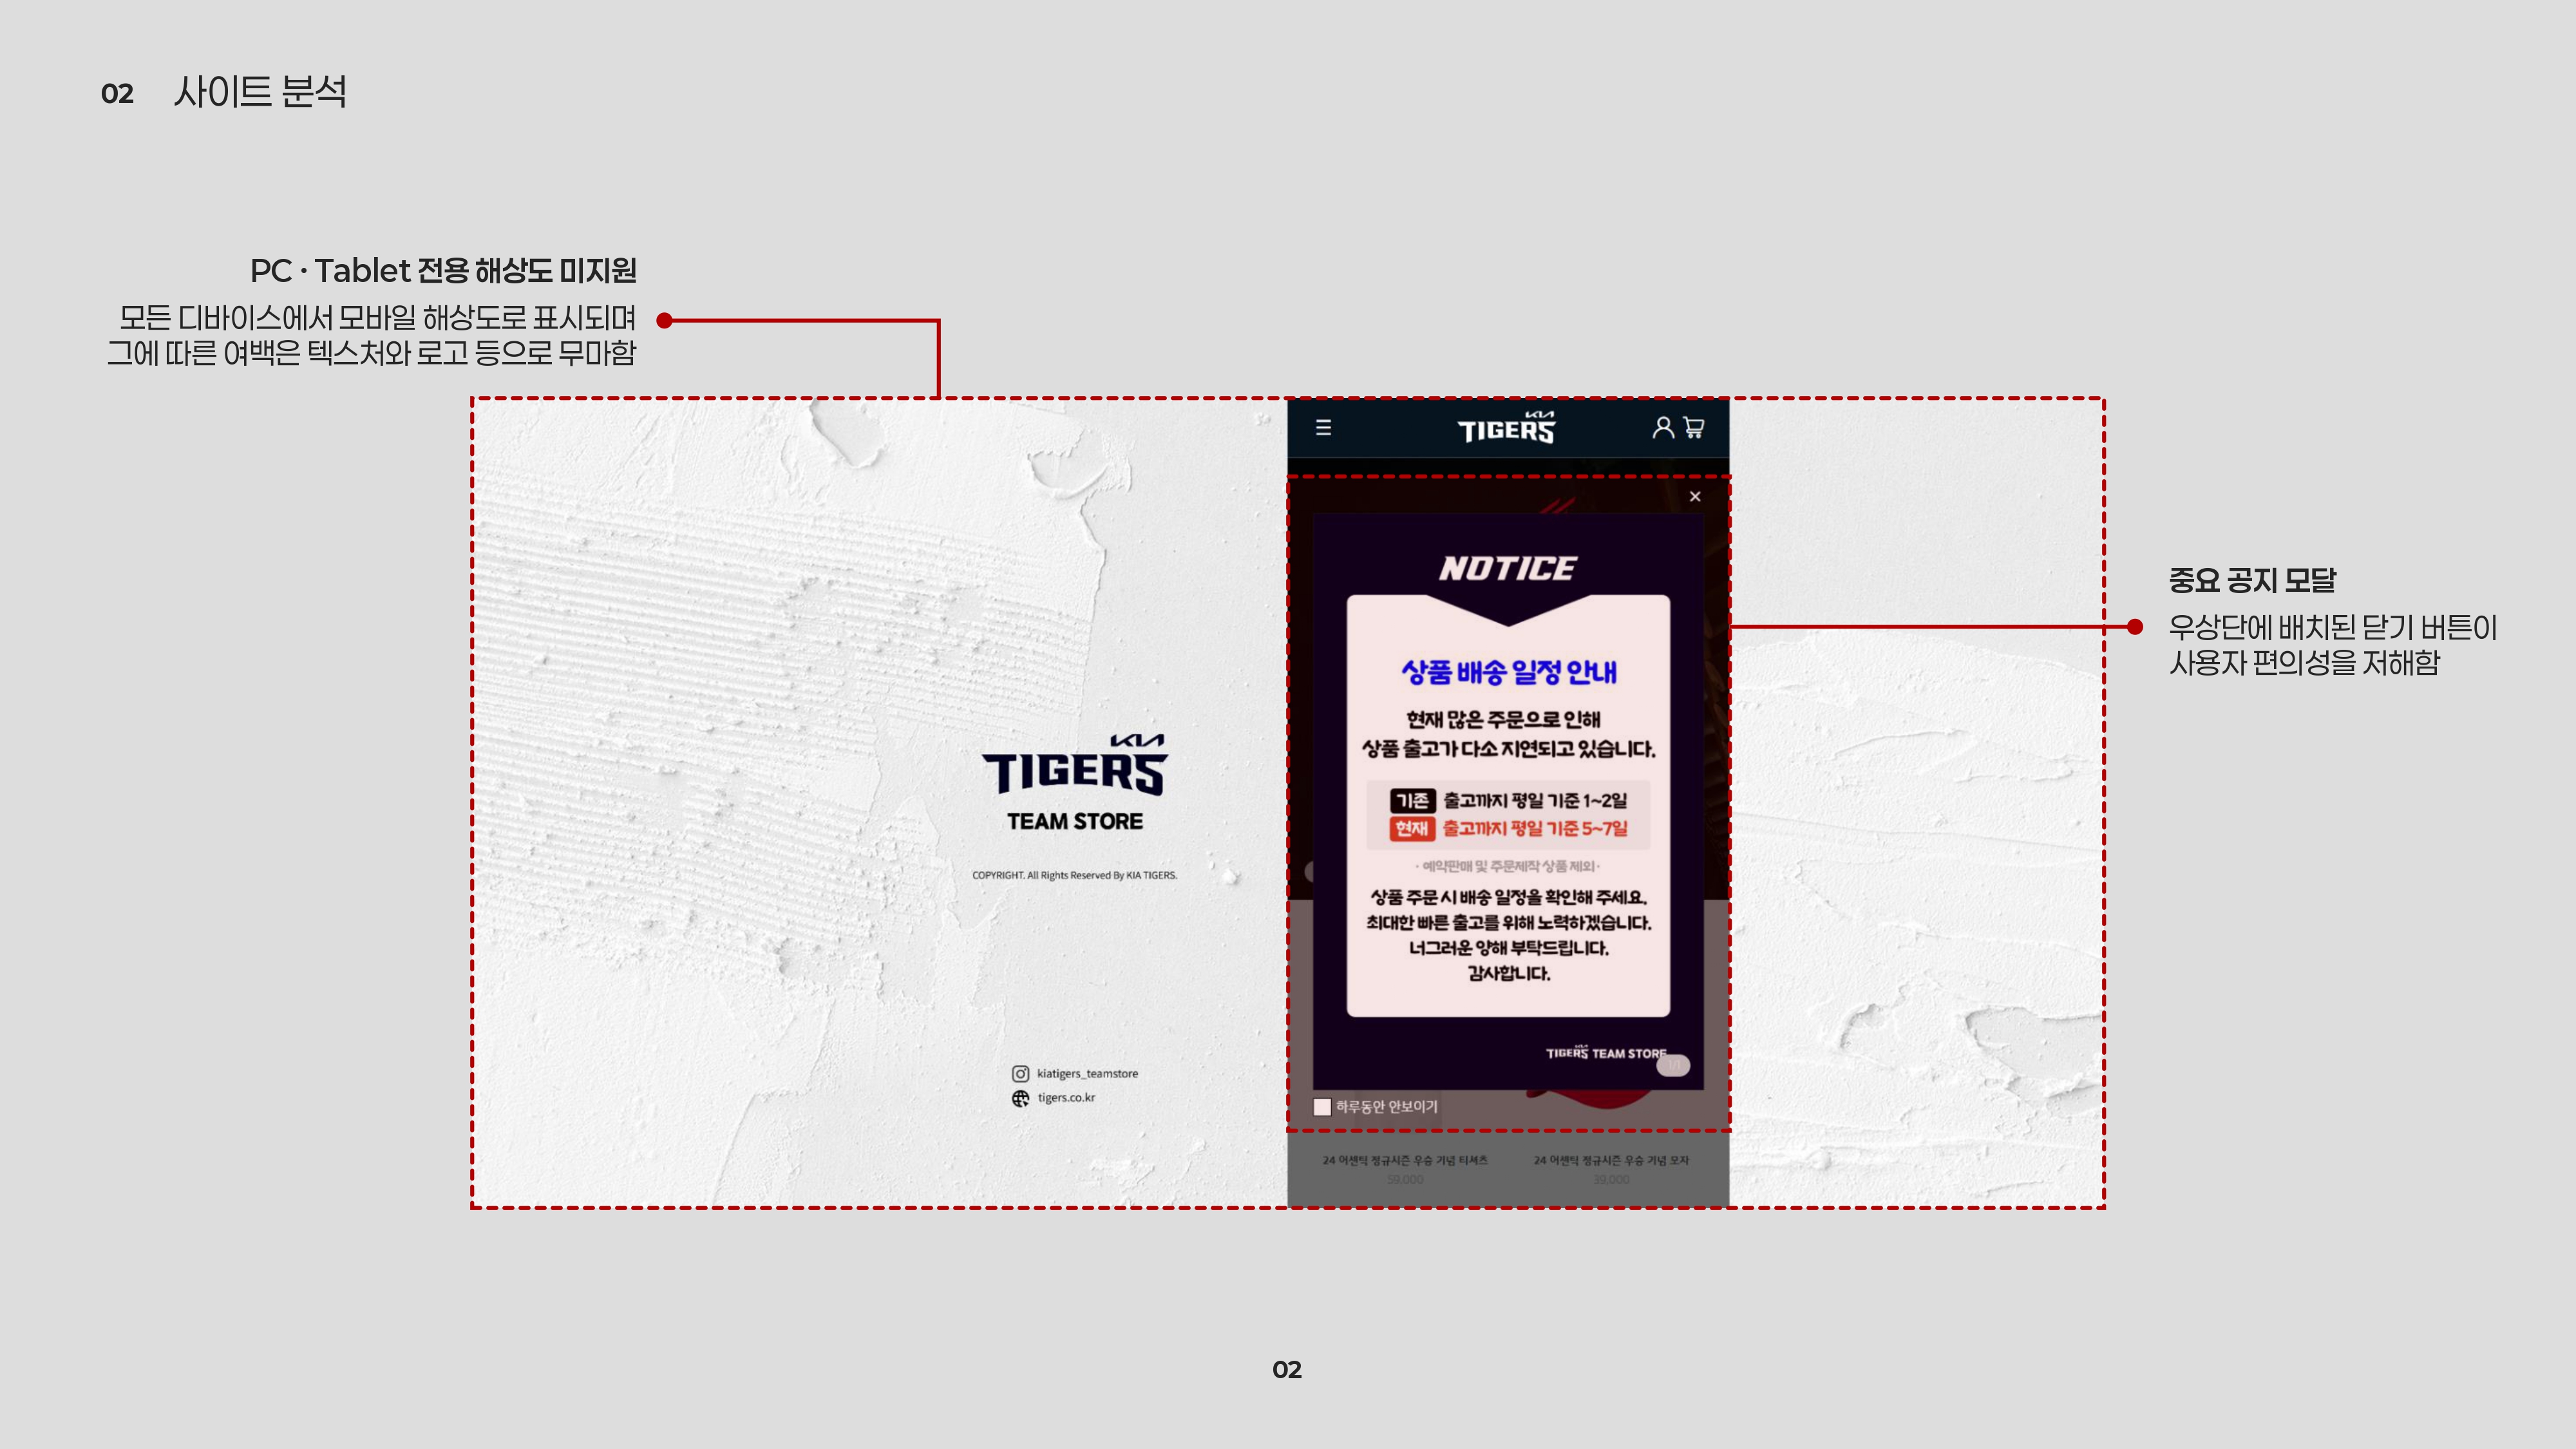 02 사이트 분석
PC · Tablet 전용 해상도 미지원
모든 디바이스에서 모바일 해상도로 표시되며
그에 따른 여백은 텍스처와 로고 등으로 무마함
KIA
TIGERS
TEAM STORE
COPYRIGHT. All Rights Reserved By KIA TIGERS.
kiatigers_teamstore
tigers.co.kr
KIA
TIGERS
NOTICE
상품 배송 일정 안내
현재 많은 주문으로 인해
상품 출고가 다소 지연되고 있습니다.
기존 출고까지 평일 기준 1~2일
현재 출고까지 평일 기준 5~7일
· 예약판매 및 주문제작 상품 제외 ·
상품 주문 시 배송 일정을 확인해 주세요.
최대한 빠른 출고를 위해 노력하겠습니다.
너그러운 양해 부탁드립니다.
감사합니다.
KIA
TIGERS TEAM STORE
하루동안 안보이기
24 어센틱 정규시즌 우승 기념 티셔츠
59,000
24 어센틱 정규시즌 우승 기념 모자
39,000
중요 공지 모달
우상단에 배치된 닫기 버튼이
사용자 편의성을 저해함
02